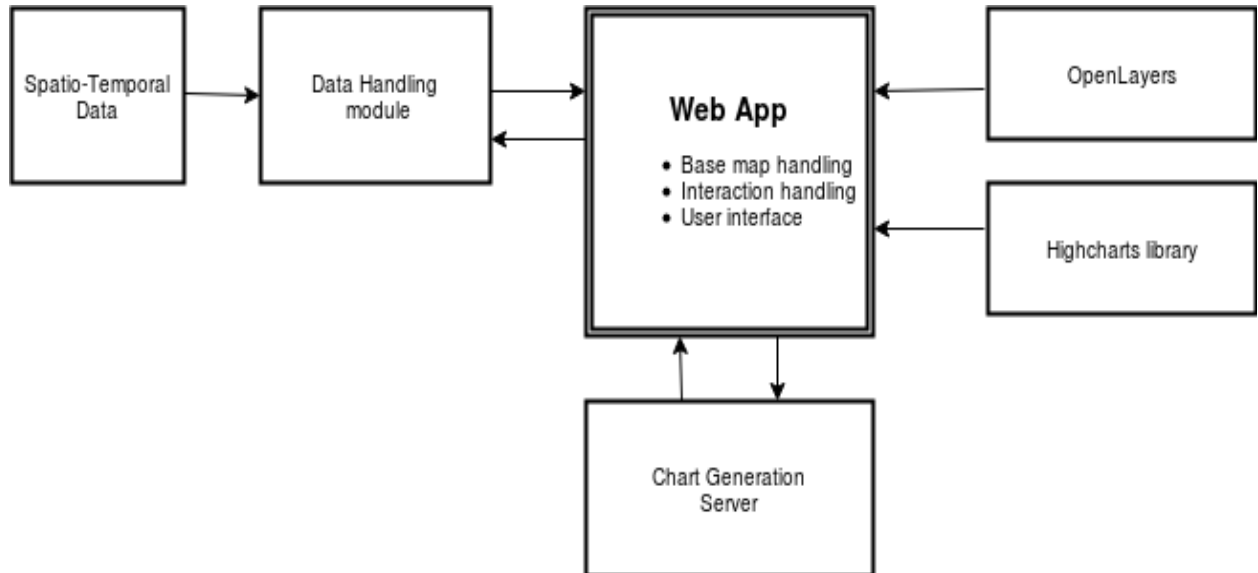 Spatio-Temporal
Data
Data Handling
module
Web App
• Base map handling
• Interaction handling
• User interface
OpenLayers
Highcharts library
Chart Generation
Server